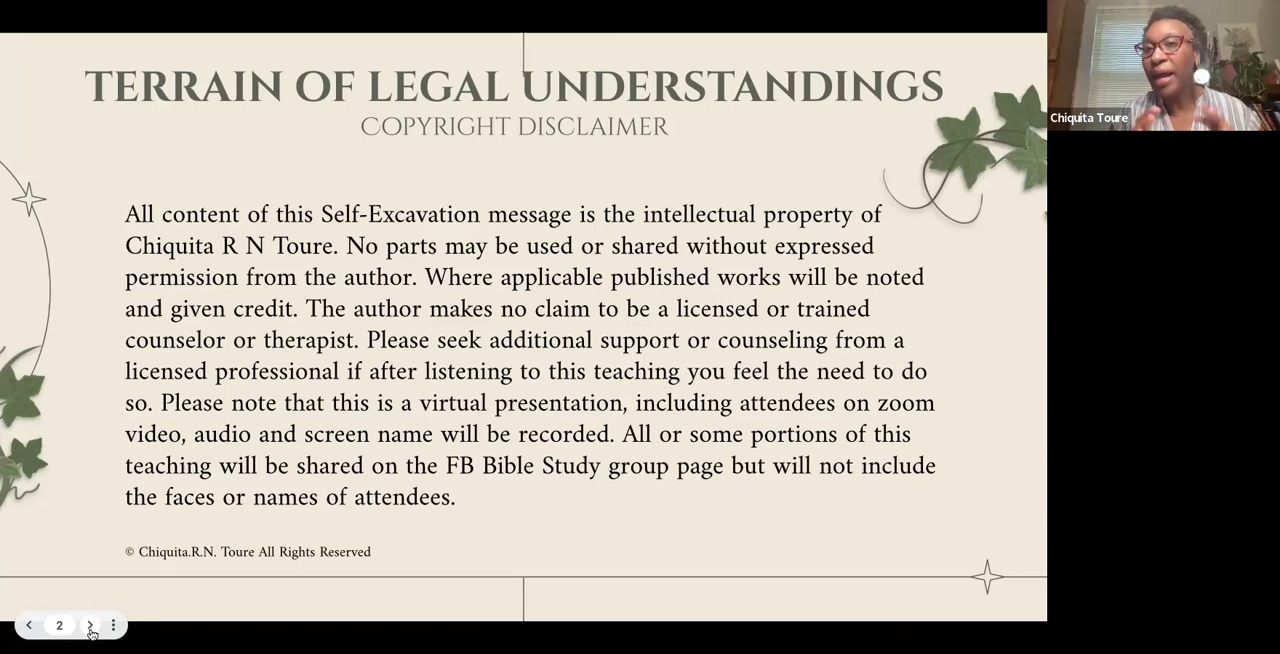 TERRAIN OF LEGAL UNDERSTANDINGS
COPYRIGHT DISCLAIMER
All content of this Self-Excavation message is the intellectual property of
Chiquita R N Toure. No parts may be used or shared without expressed
permission from the author. Where applicable published works will be noted
and given credit. The author makes no claim to be a licensed or trained
counselor or therapist. Please seek additional support or counseling from a
licensed professional if after listening to this teaching you feel the need to do
so. Please note that this is a virtual presentation, including attendees on zoom
video, audio and screen name will be recorded. All or some portions of this
teaching will be shared on the FB Bible Study group page but will not include
the faces or names of attendees.
© Chiquita.R.N. Toure All Rights Reserved
2
Chiquita Toure